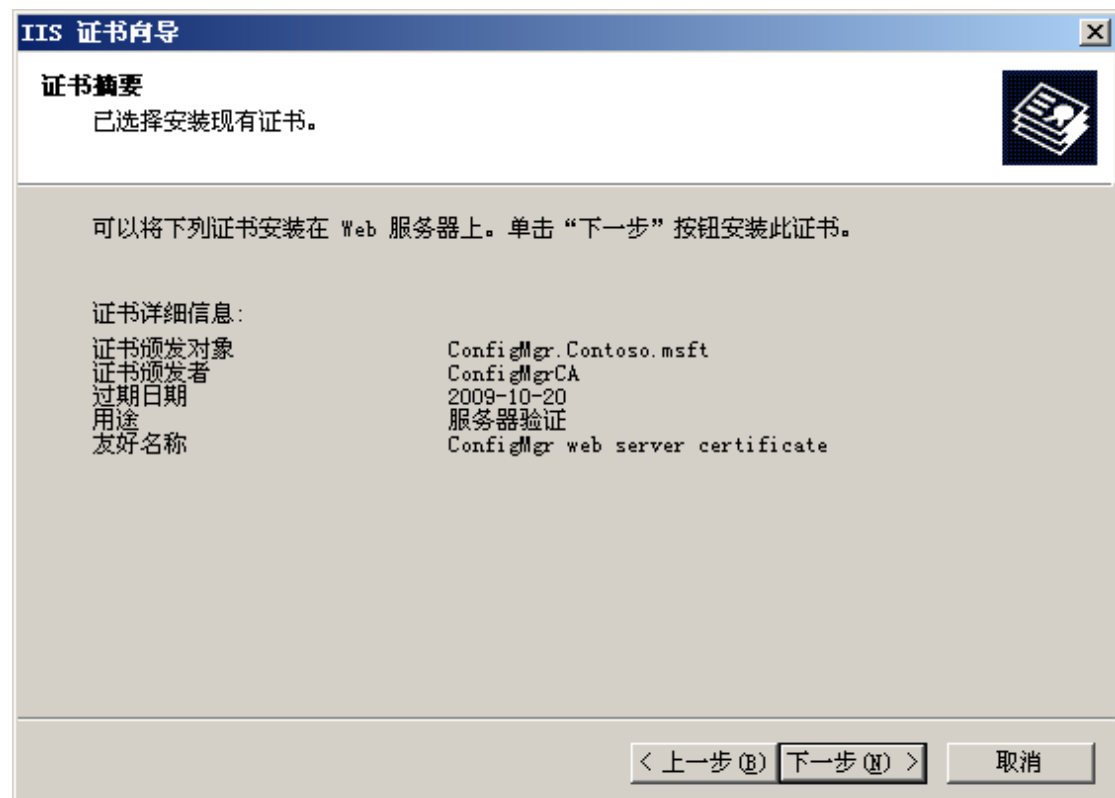 IIS 证书向导
证书摘要
已选择安装现有证书。
可以将下列证书安装在 Web 服务器上。单击“下一步”按钮安装此证书。
证书详细信息:
证书颁发对象 ConfigMgr.Contoso.msft
证书颁发者 ConfigMgrCA
过期日期 2009-10-20
用途 服务器验证
友好名称 ConfigMgr web server certificate
< 上一步(B) 下一步(N) > 取消